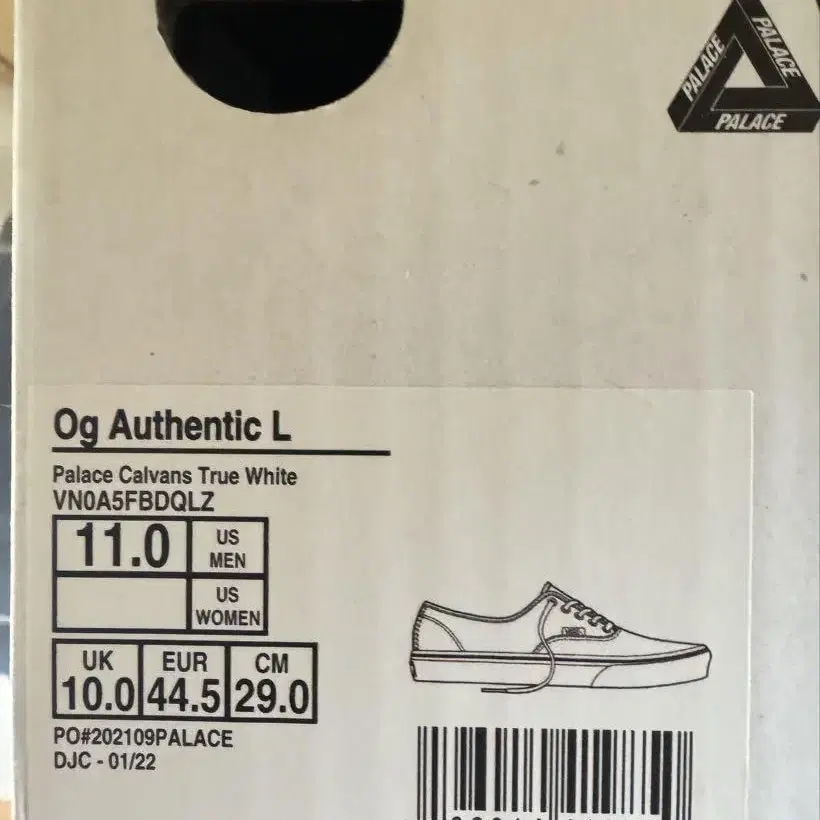 PALACE
PALACE
PALACE
Og Authentic L
Palace Calvans True White
VN0A5FBDQLZ
11.0 US MEN
US WOMEN
UK EUR CM
10.0 44.5 29.0
PO#202109PALACE
DJC - 01/22